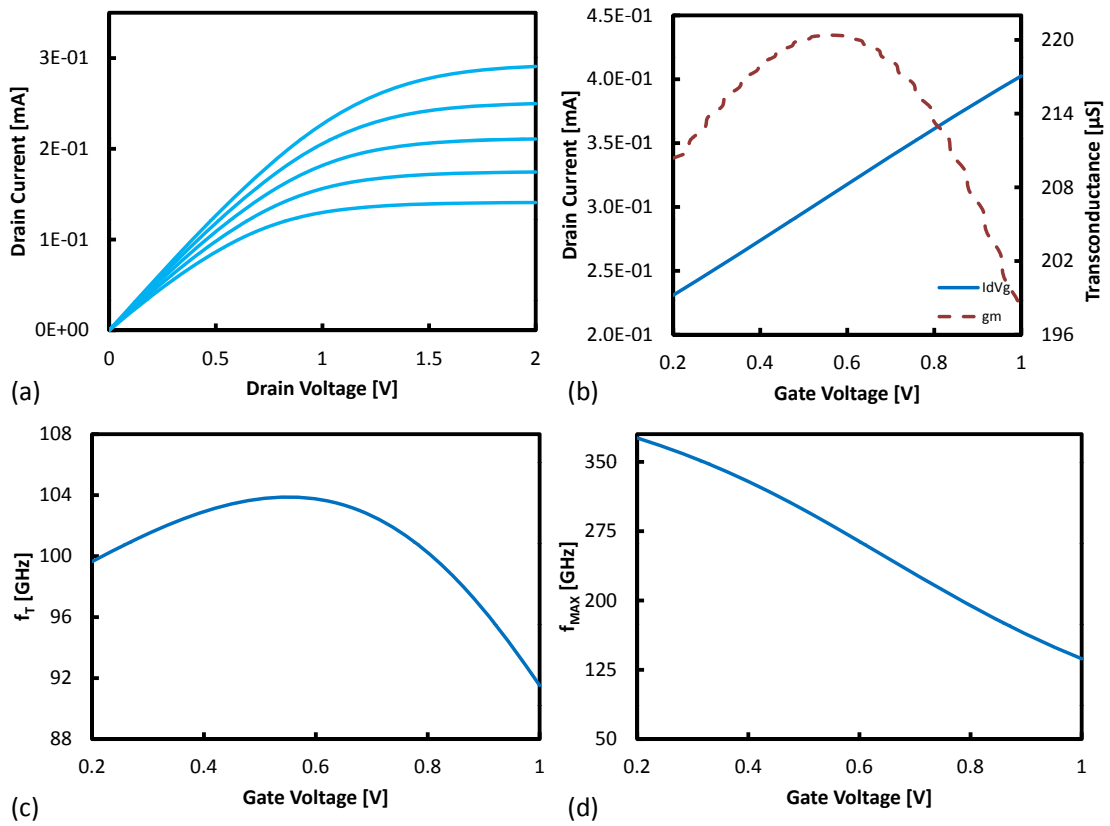 3E-01
2E-01
1E-01
0E+00
Drain Current [mA]
0 0.5 1 1.5 2
Drain Voltage [V]
(a)
4.5E-01
4.0E-01
3.5E-01
3.0E-01
2.5E-01
2.0E-01
Drain Current [mA]
220
214
208
202
196
Transconductance [µS]
IdVg
gm
0.2 0.4 0.6 0.8 1
Gate Voltage [V]
(b)
108
104
100
96
92
88
f_T [GHz]
0.2 0.4 0.6 0.8 1
Gate Voltage [V]
(c)
350
275
200
125
50
f_MAX [GHz]
0.2 0.4 0.6 0.8 1
Gate Voltage [V]
(d)